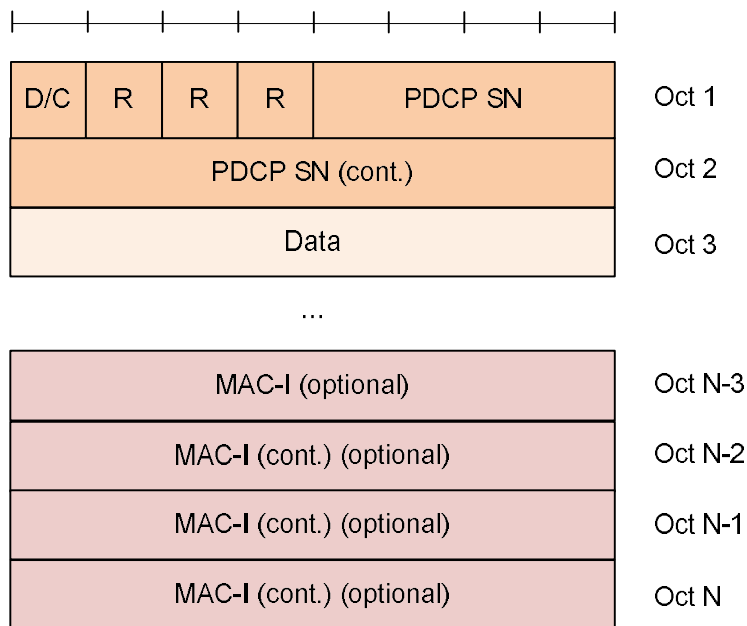 D/C R R R PDCP SN Oct 1
PDCP SN (cont.) Oct 2
Data Oct 3
...
MAC-I (optional) Oct N-3
MAC-I (cont.) (optional) Oct N-2
MAC-I (cont.) (optional) Oct N-1
MAC-I (cont.) (optional) Oct N